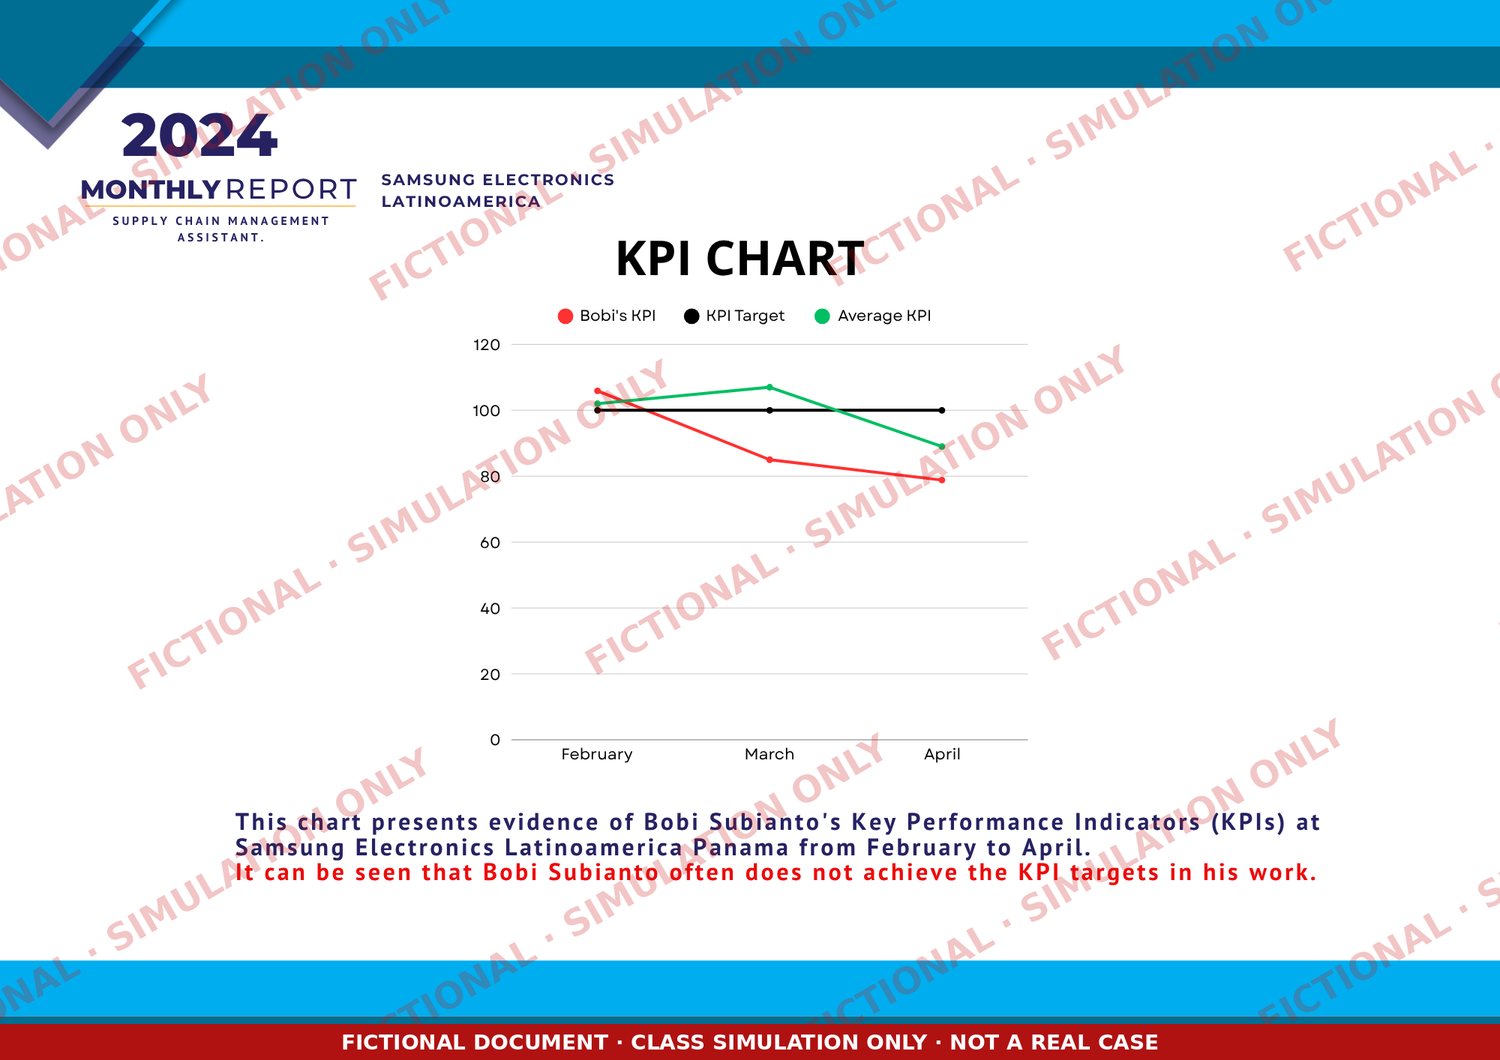 2024
MONTHLY REPORT
SUPPLY CHAIN MANAGEMENT
ASSISTANT.
SAMSUNG ELECTRONICS
LATINOAMERICA
KPI CHART
Bobi's KPI KPI Target Average KPI
120
100
80
60
40
20
0
February March April
This chart presents evidence of Bobi Subianto's Key Performance Indicators (KPIs) at
Samsung Electronics Latinoamerica Panama from February to April.
It can be seen that Bobi Subianto often does not achieve the KPI targets in his work.
FICTIONAL · SIMULATION ONLY
FICTIONAL DOCUMENT · CLASS SIMULATION ONLY · NOT A REAL CASE